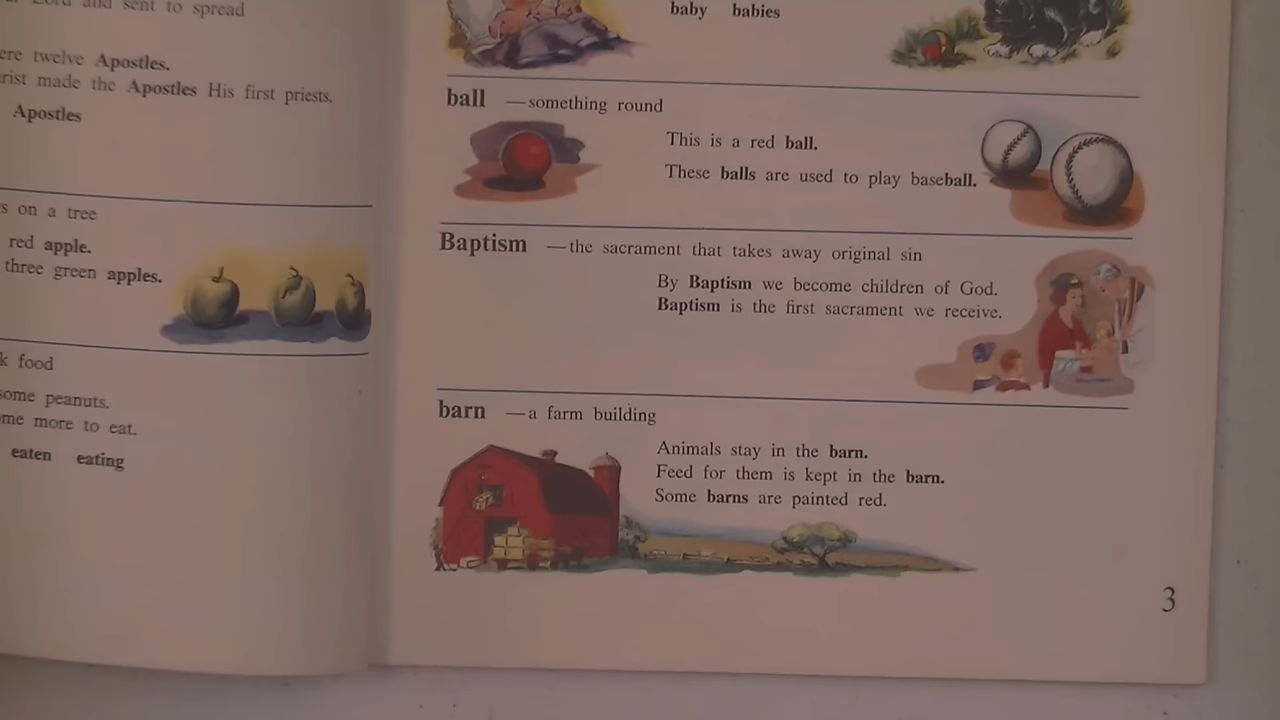 and sent to spread
twelve Apostles.
made the Apostles His first priests.
Apostles
on a tree
red apple.
three green apples.
food
some peanuts.
more to eat.
eaten eating
baby babies
ball —something round
This is a red ball.
These balls are used to play baseball.
Baptism —the sacrament that takes away original sin
By Baptism we become children of God.
Baptism is the first sacrament we receive.
barn —a farm building
Animals stay in the barn.
Feed for them is kept in the barn.
Some barns are painted red.
3